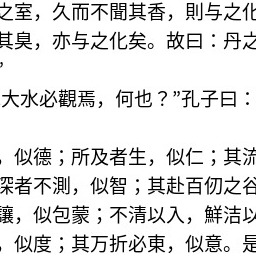 之室，久而不聞其香，則與之化
其臭，亦与之化矣。故曰：丹之
”
大水必觀焉，何也？”孔子曰：
，似德；所及者生，似仁；其流
深者不測，似智；其赴百仞之谷
讓，似包蒙；不清以入，鮮洁以
，似度；其万折必東，似意。是